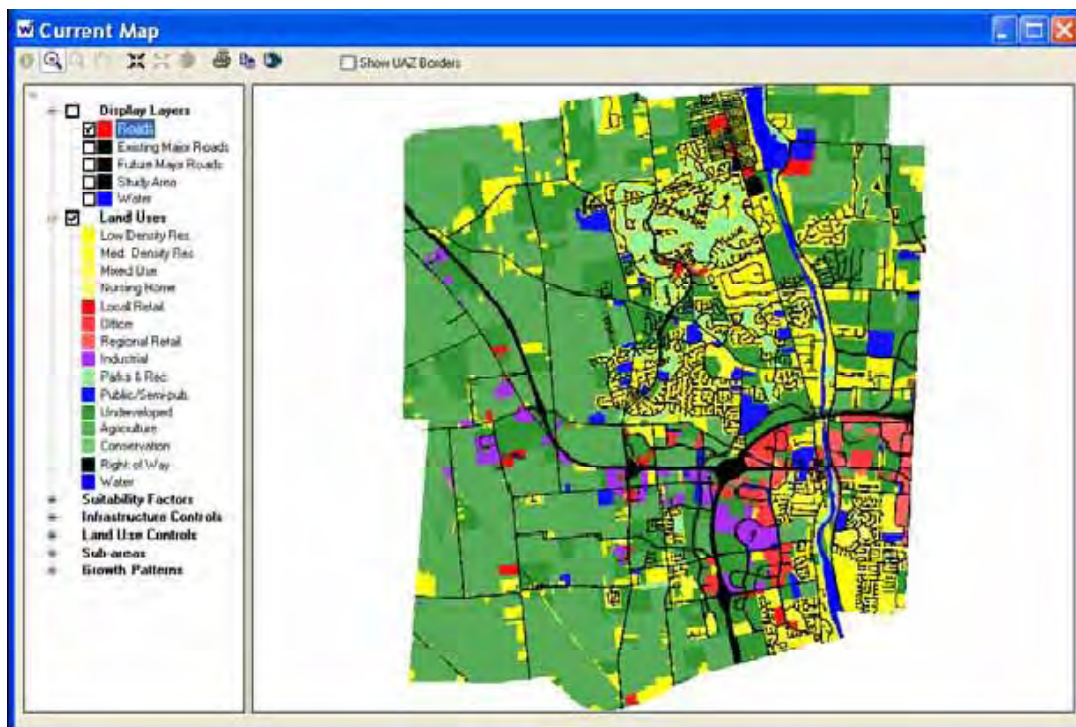 Current Map
Show UAZ Borders
Display Layers
Roads
Existing Major Roads
Future Major Roads
Study Area
Water
Land Uses
Low Density Res.
Med. Density Res.
Mixed Use
Nursing Home
Local Retail
Office
Regional Retail
Industrial
Parks & Rec.
Public/Semi-pub.
Undeveloped
Agriculture
Conservation
Right of Way
Water
Suitability Factors
Infrastructure Controls
Land Use Controls
Sub-areas
Growth Patterns